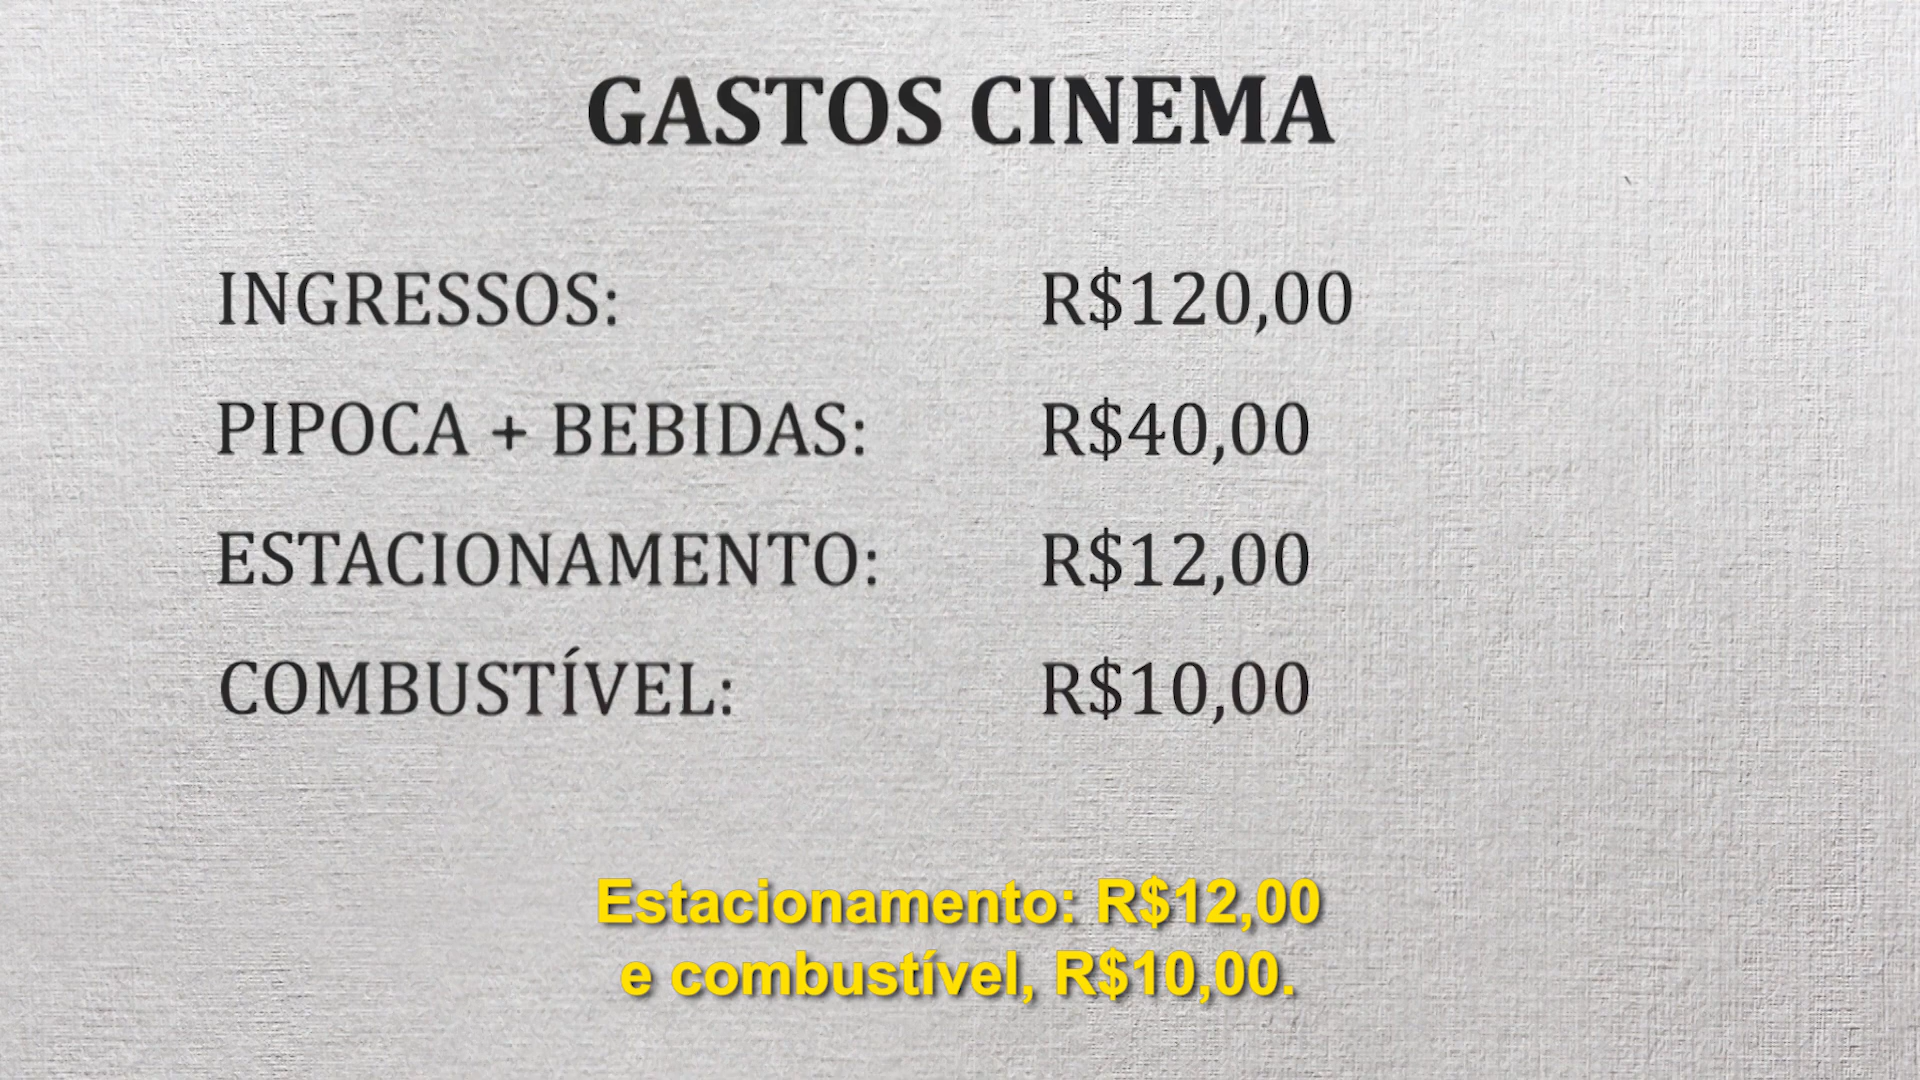 GASTOS CINEMA
INGRESSOS: R$120,00
PIPOCA + BEBIDAS: R$40,00
ESTACIONAMENTO: R$12,00
COMBUSTÍVEL: R$10,00
Estacionamento: R$12,00
e combustível, R$10,00.